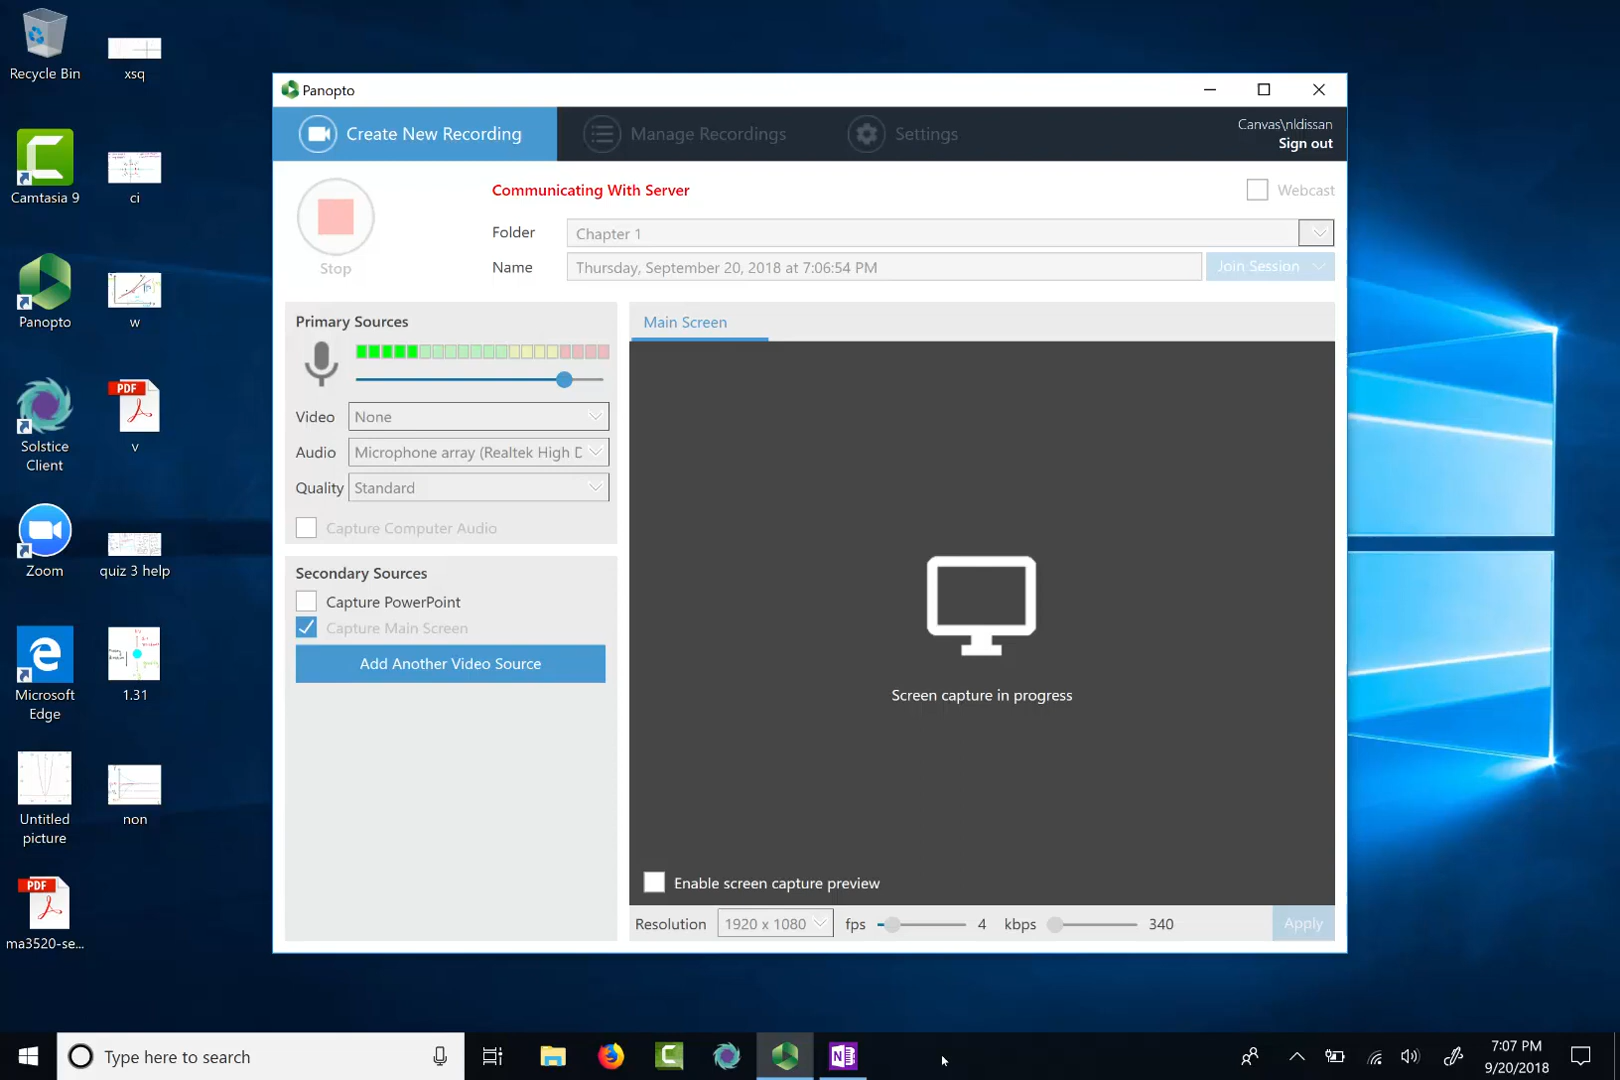 Recycle Bin
xsq
Camtasia 9
ci
Panopto
w
Solstice
Client
PDF
v
Zoom
quiz 3 help
Microsoft
Edge
1.31
Untitled
picture
non
PDF
ma3520-se...
Panopto
Create New Recording
Manage Recordings
Settings
Canvas\nldissan
Sign out
Stop
Communicating With Server
Webcast
Folder
Chapter 1
Name
Thursday, September 20, 2018 at 7:06:54 PM
Join Session
Primary Sources
Video
None
Audio
Microphone array (Realtek High D
Quality
Standard
Capture Computer Audio
Secondary Sources
Capture PowerPoint
Capture Main Screen
Add Another Video Source
Main Screen
Screen capture in progress
Enable screen capture preview
Resolution
1920 x 1080
fps
4
kbps
340
Apply
Type here to search
7:07 PM
9/20/2018